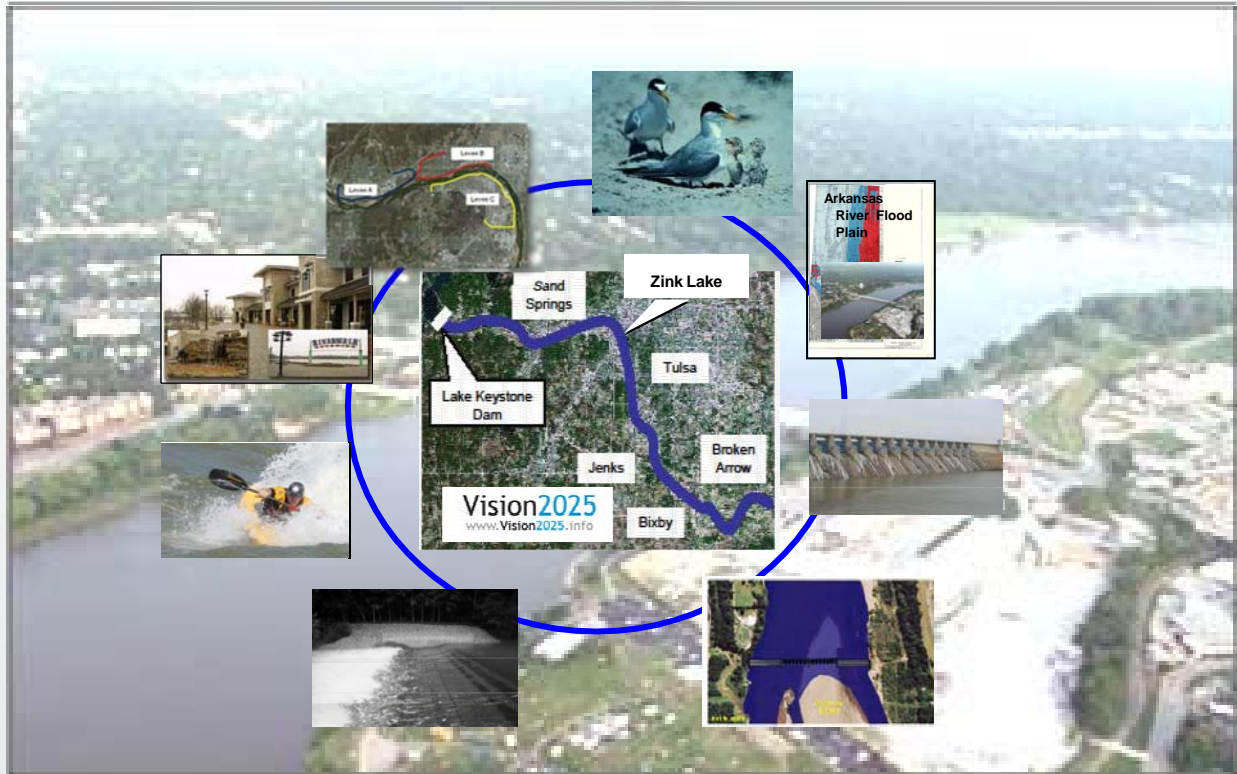 Levee B
Levee A
Levee C
Arkansas
River Flood
Plain
Sand
Springs
Zink Lake
Tulsa
Lake Keystone
Dam
Broken
Arrow
Jenks
Vision2025
www.Vision2025.info
Bixby
RIVERWALK